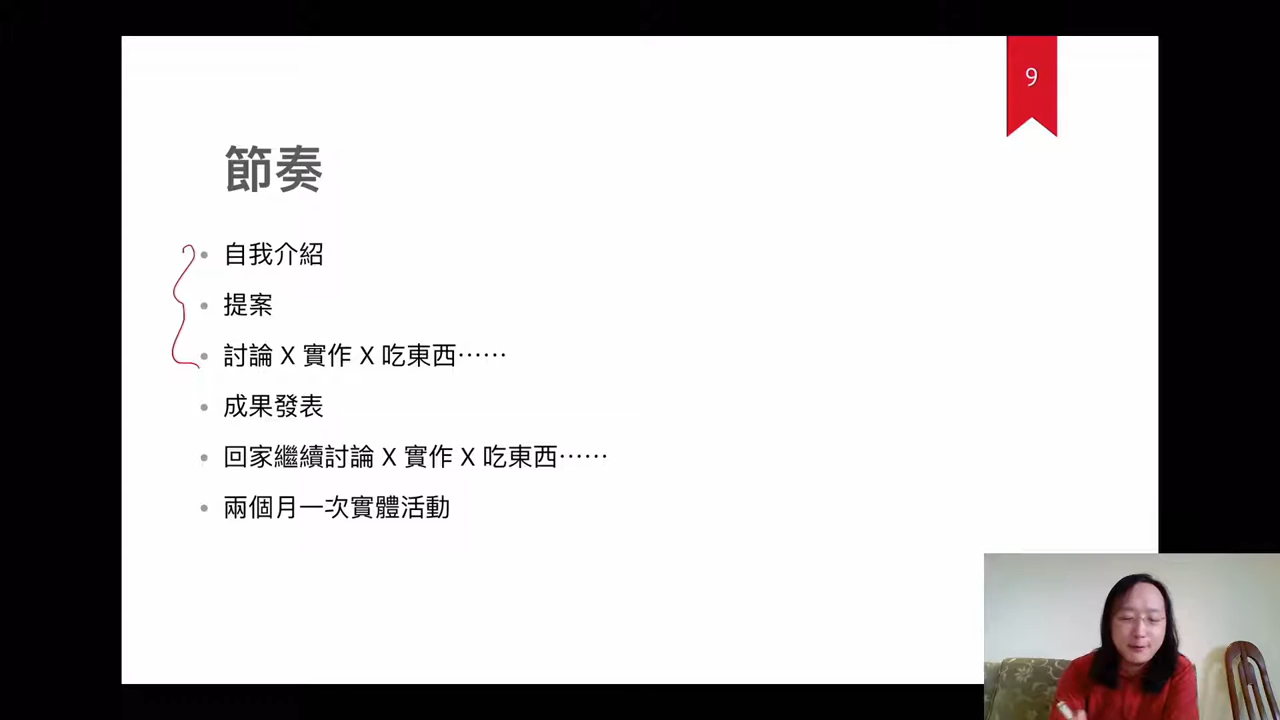 9
節奏
自我介紹
提案
討論 X 實作 X 吃東西……
成果發表
回家繼續討論 X 實作 X 吃東西……
兩個月一次實體活動